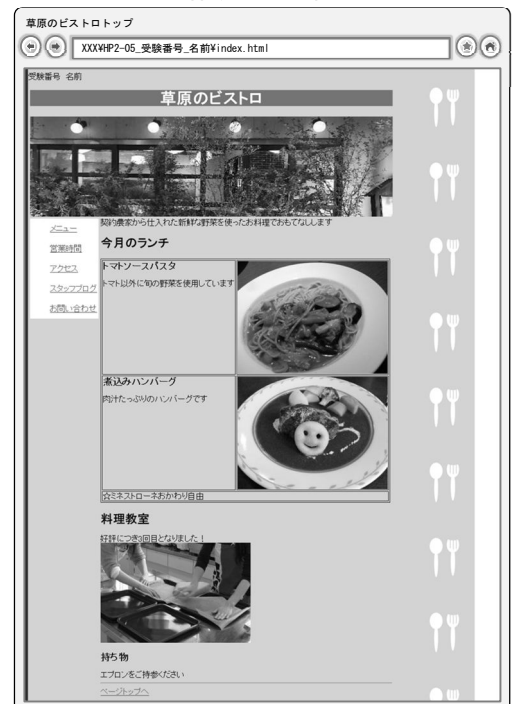 草原のビストロトップ
XXX¥HP2-05_受験番号_名前¥index.html
受験番号 名前
草原のビストロ
契約農家から仕入れた新鮮な野菜を使ったお料理でおもてなしします
メニュー
営業時間
アクセス
スタッフブログ
お問い合わせ
今月のランチ
トマトソースパスタ
トマト以外に旬の野菜を使用しています
煮込みハンバーグ
肉汁たっぷりのハンバーグです
☆ミネストローネおかわり自由
料理教室
好評につき3回目となりました!
持ち物
エプロンをご持参ください
ページトップへ